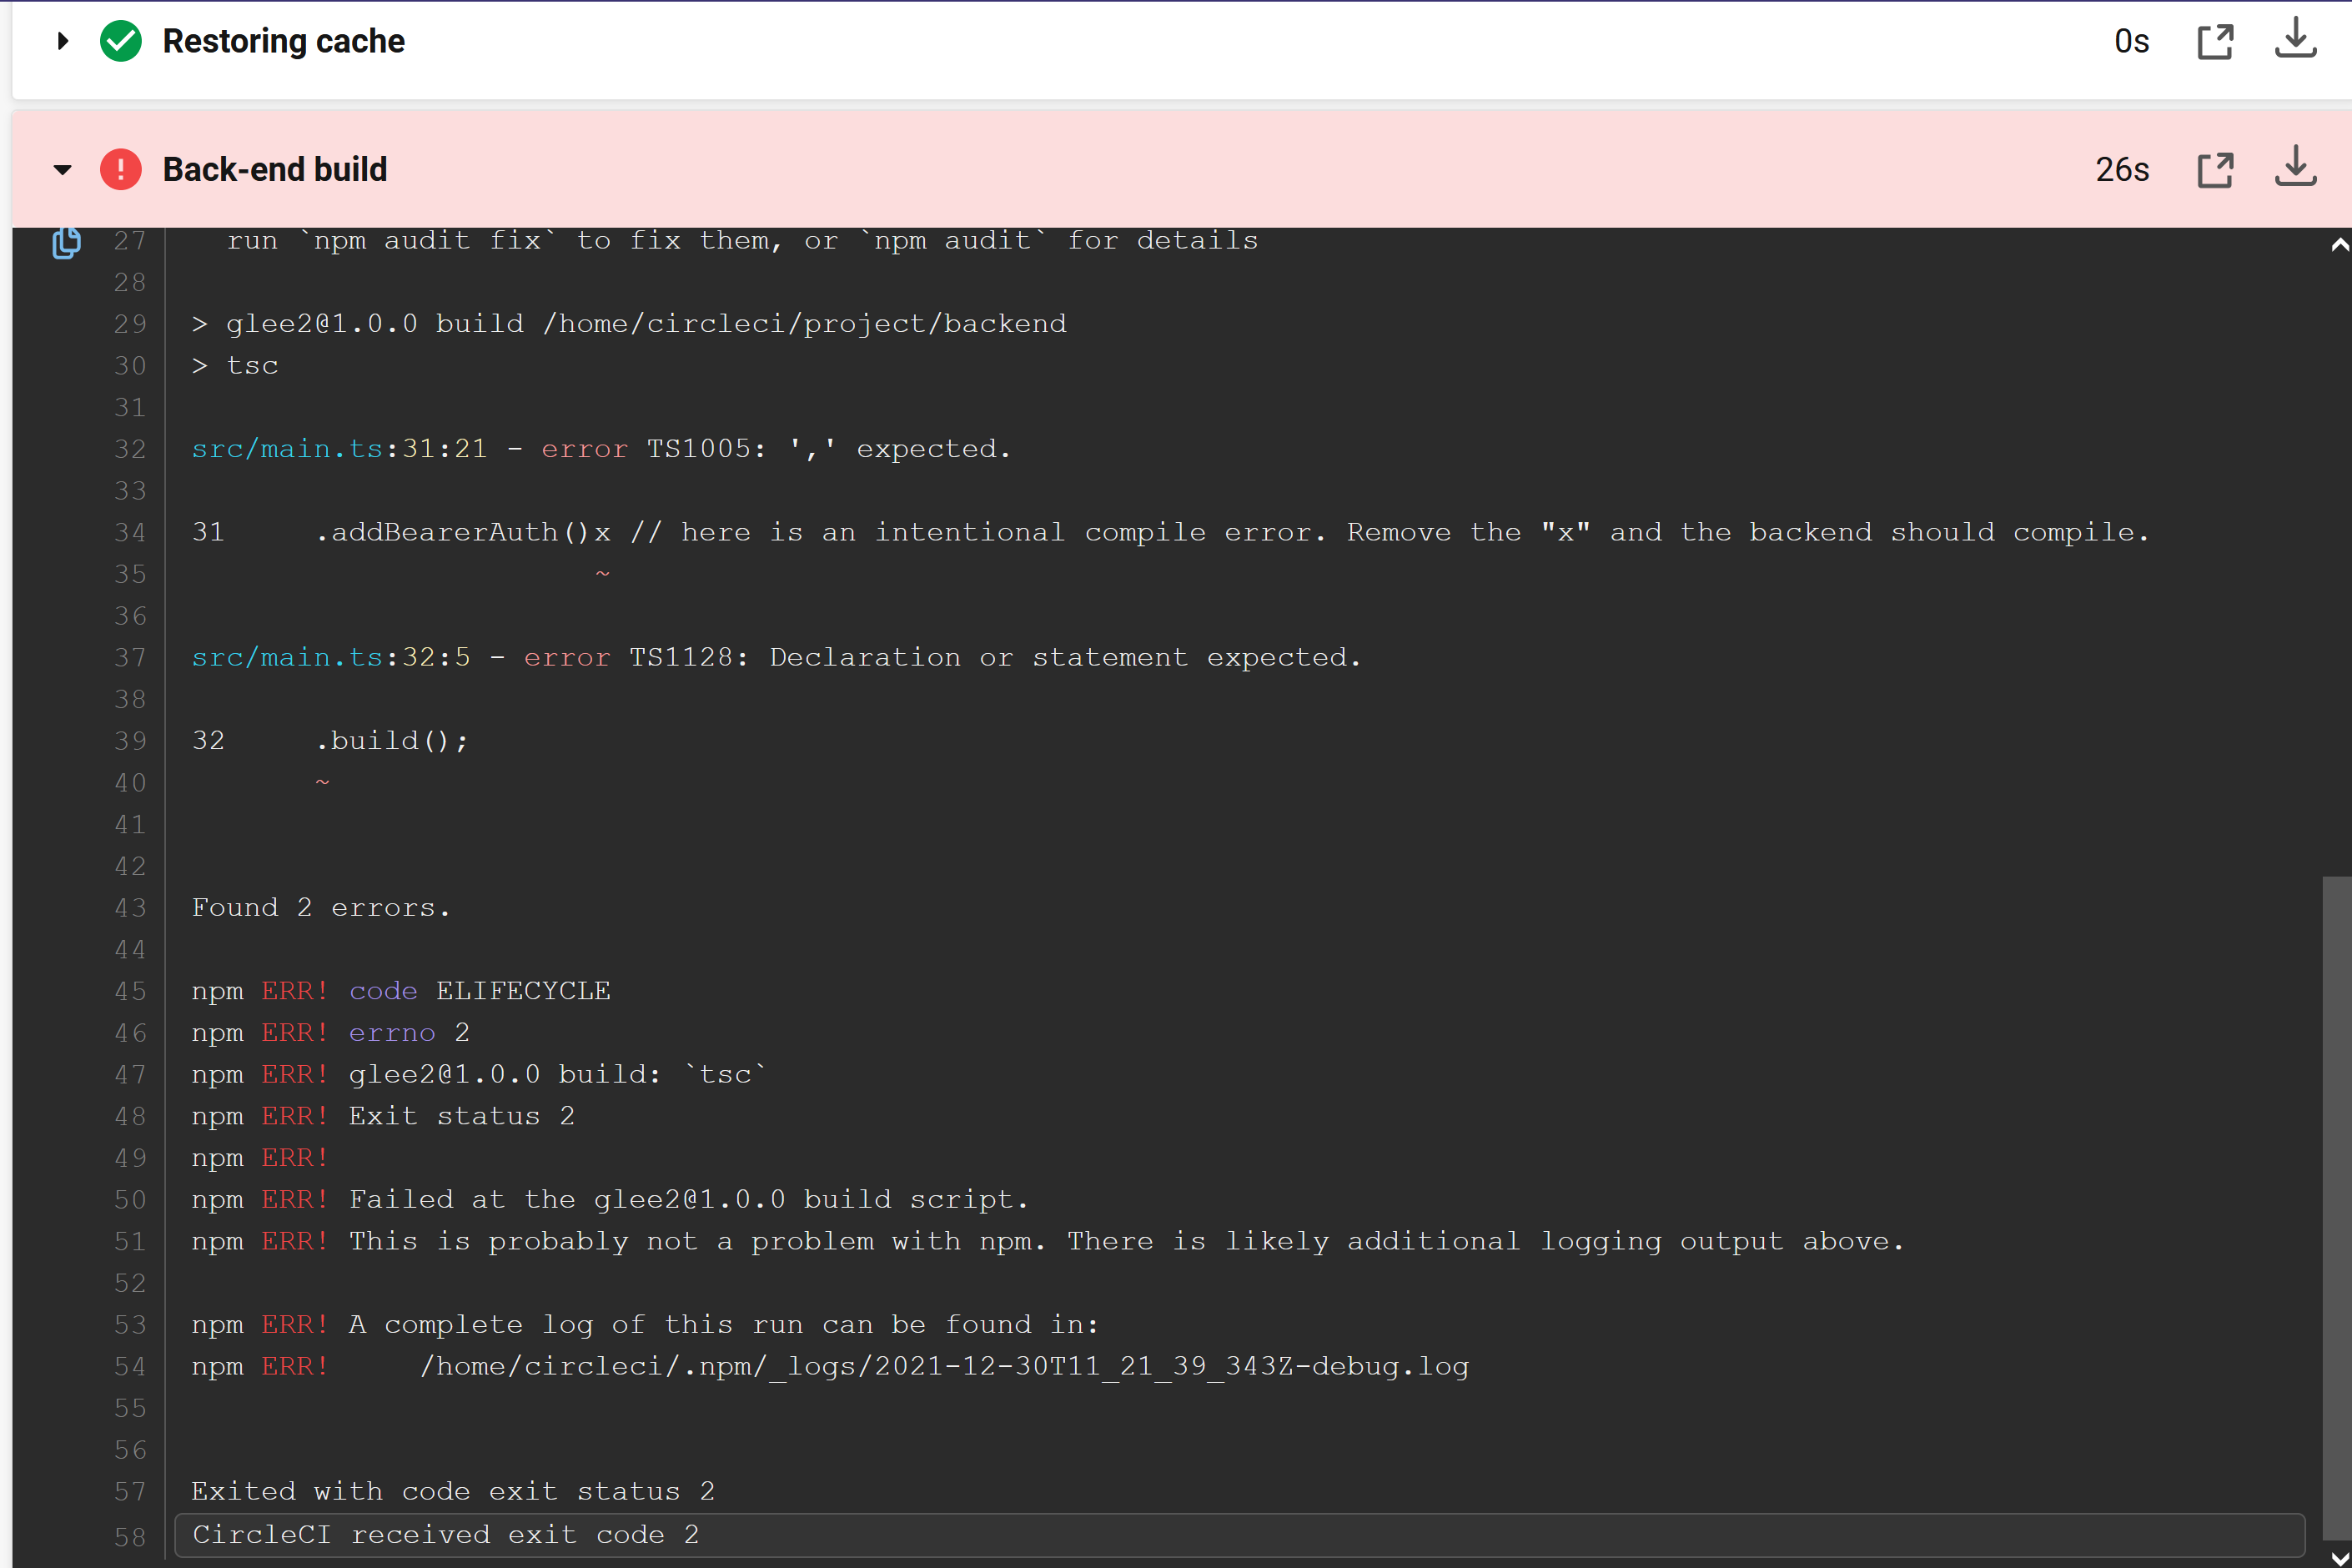 Restoring cache 0s
Back-end build 26s
27 run `npm audit fix` to fix them, or `npm audit` for details
28
29 > glee2@1.0.0 build /home/circleci/project/backend
30 > tsc
31
32 src/main.ts:31:21 - error TS1005: ',' expected.
33
34 31     .addBearerAuth()x // here is an intentional compile error. Remove the "x" and the backend should compile.
35                     ~
36
37 src/main.ts:32:5 - error TS1128: Declaration or statement expected.
38
39 32     .build();
40        ~
41
42
43 Found 2 errors.
44
45 npm ERR! code ELIFECYCLE
46 npm ERR! errno 2
47 npm ERR! glee2@1.0.0 build: `tsc`
48 npm ERR! Exit status 2
49 npm ERR!
50 npm ERR! Failed at the glee2@1.0.0 build script.
51 npm ERR! This is probably not a problem with npm. There is likely additional logging output above.
52
53 npm ERR! A complete log of this run can be found in:
54 npm ERR!     /home/circleci/.npm/_logs/2021-12-30T11_21_39_343Z-debug.log
55
56
57 Exited with code exit status 2
58 CircleCI received exit code 2